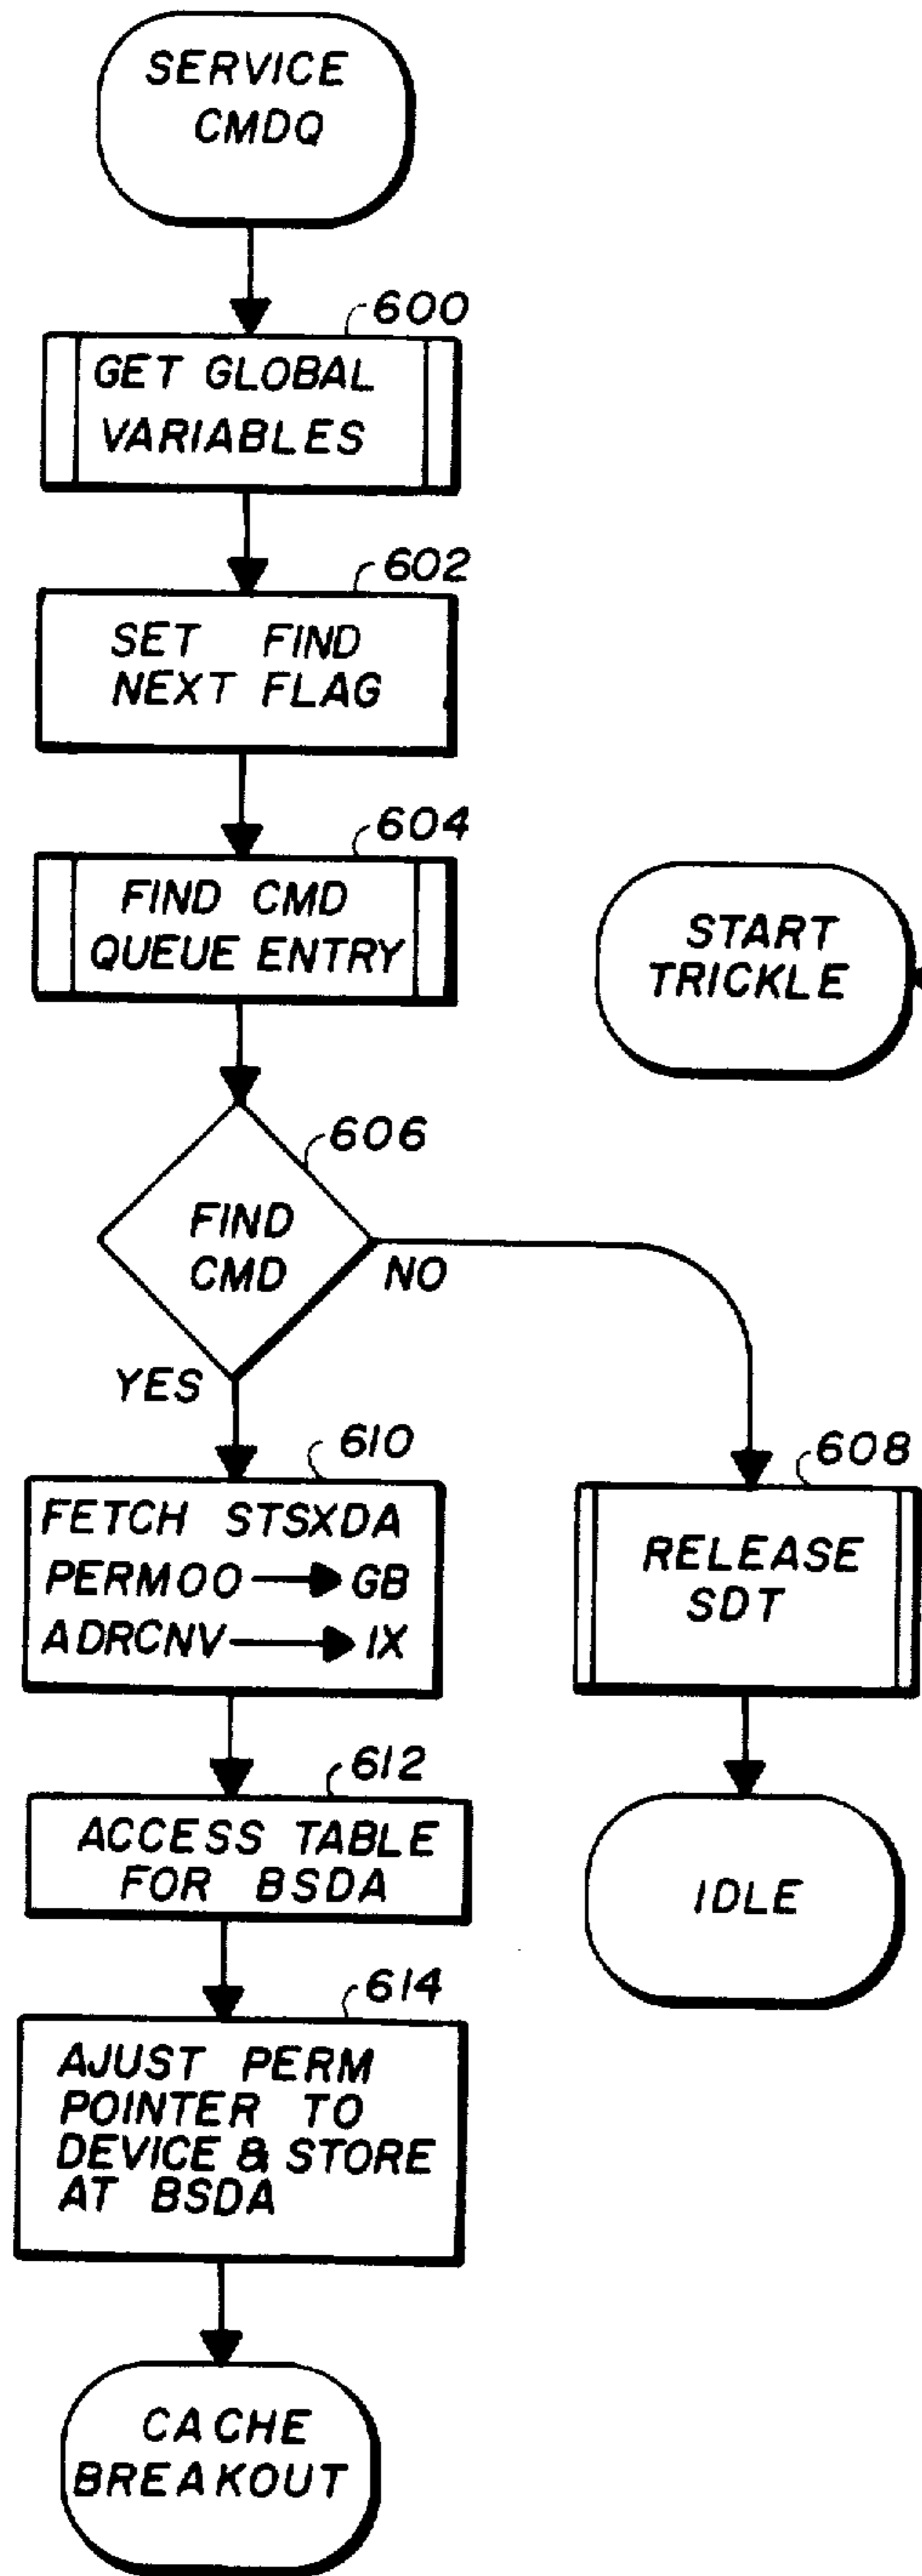 SERVICE
CMDQ
600
GET GLOBAL
VARIABLES
602
SET FIND
NEXT FLAG
604
FIND CMD
QUEUE ENTRY
START
TRICKLE
606
FIND
CMD
NO
YES
610
FETCH STSXDA
PERMOO → GB
ADRCNV → IX
608
RELEASE
SDT
612
ACCESS TABLE
FOR BSDA
IDLE
614
AJUST PERM
POINTER TO
DEVICE & STORE
AT BSDA
CACHE
BREAKOUT